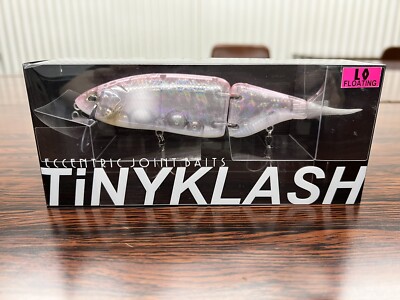 LO
FLOATING
ECCENTRIC JOINT BAITS
TiNYKLASH